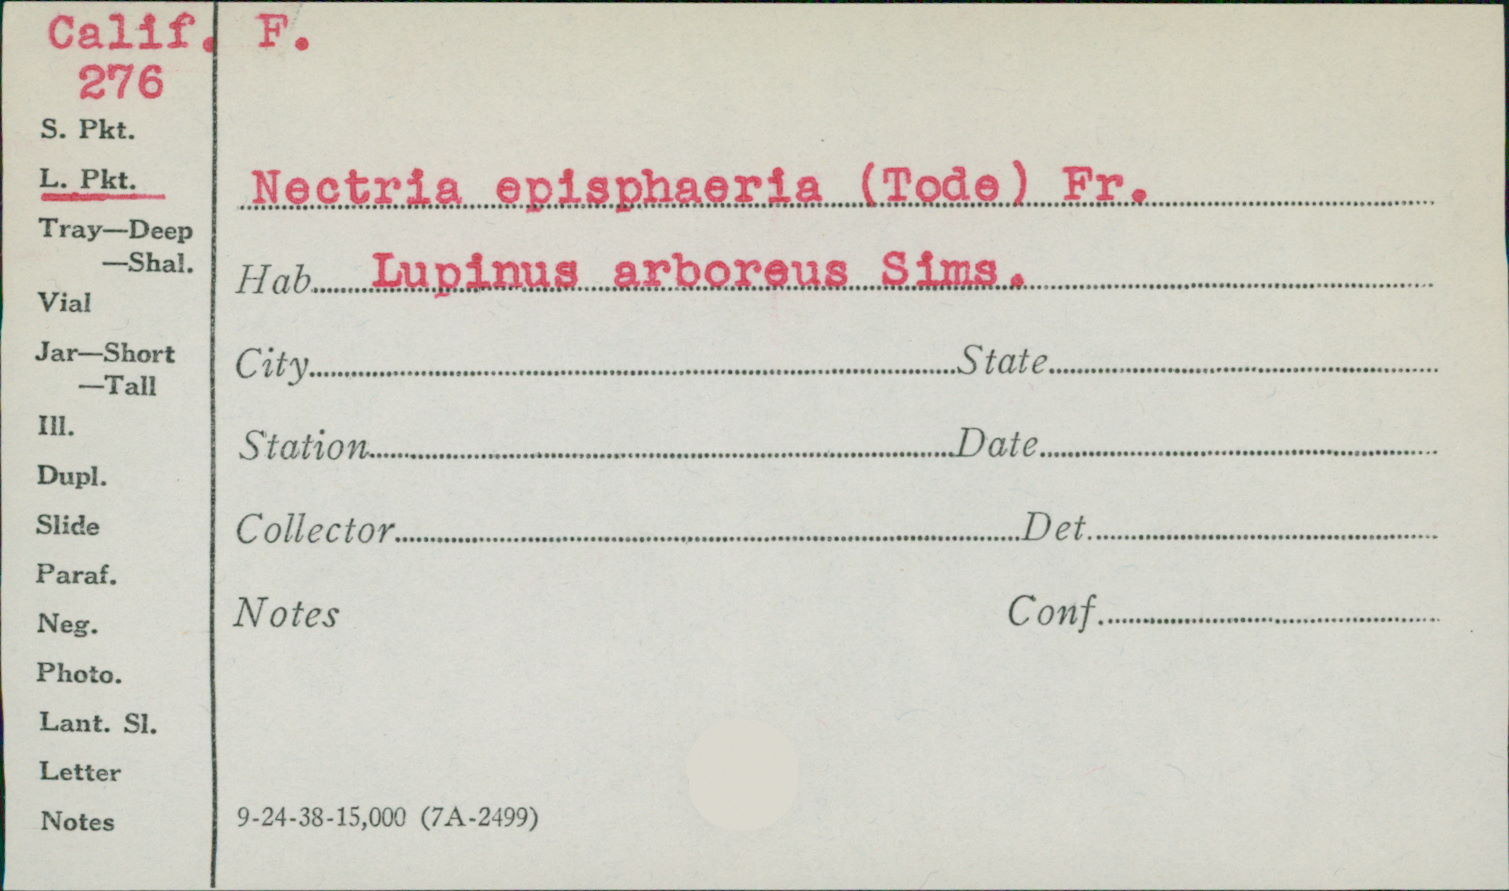 Calif. F.
276
S. Pkt.
L. Pkt.
Nectria episphaeria (Tode) Fr.
Tray—Deep
—Shal.
Hab. Lupinus arboreus Sims.
Vial
Jar—Short
—Tall
City State
Ill.
Station Date
Dupl.
Slide
Collector Det.
Paraf.
Neg.
Notes Conf.
Photo.
Lant. Sl.
Letter
Notes
9-24-38-15,000 (7A-2499)